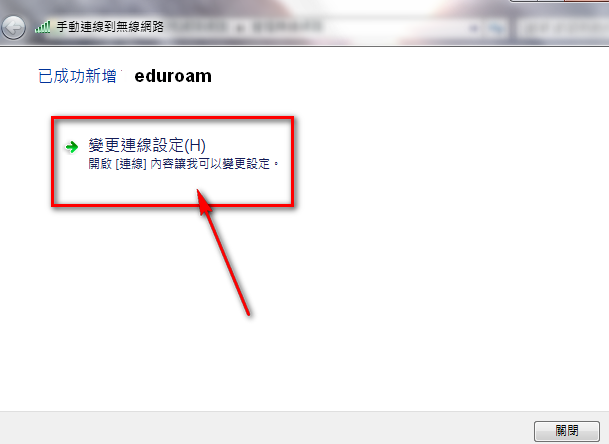 手動連線到無線網路
已成功新增 eduroam
變更連線設定(H)
開啟 [連線] 內容讓我可以變更設定。
關閉